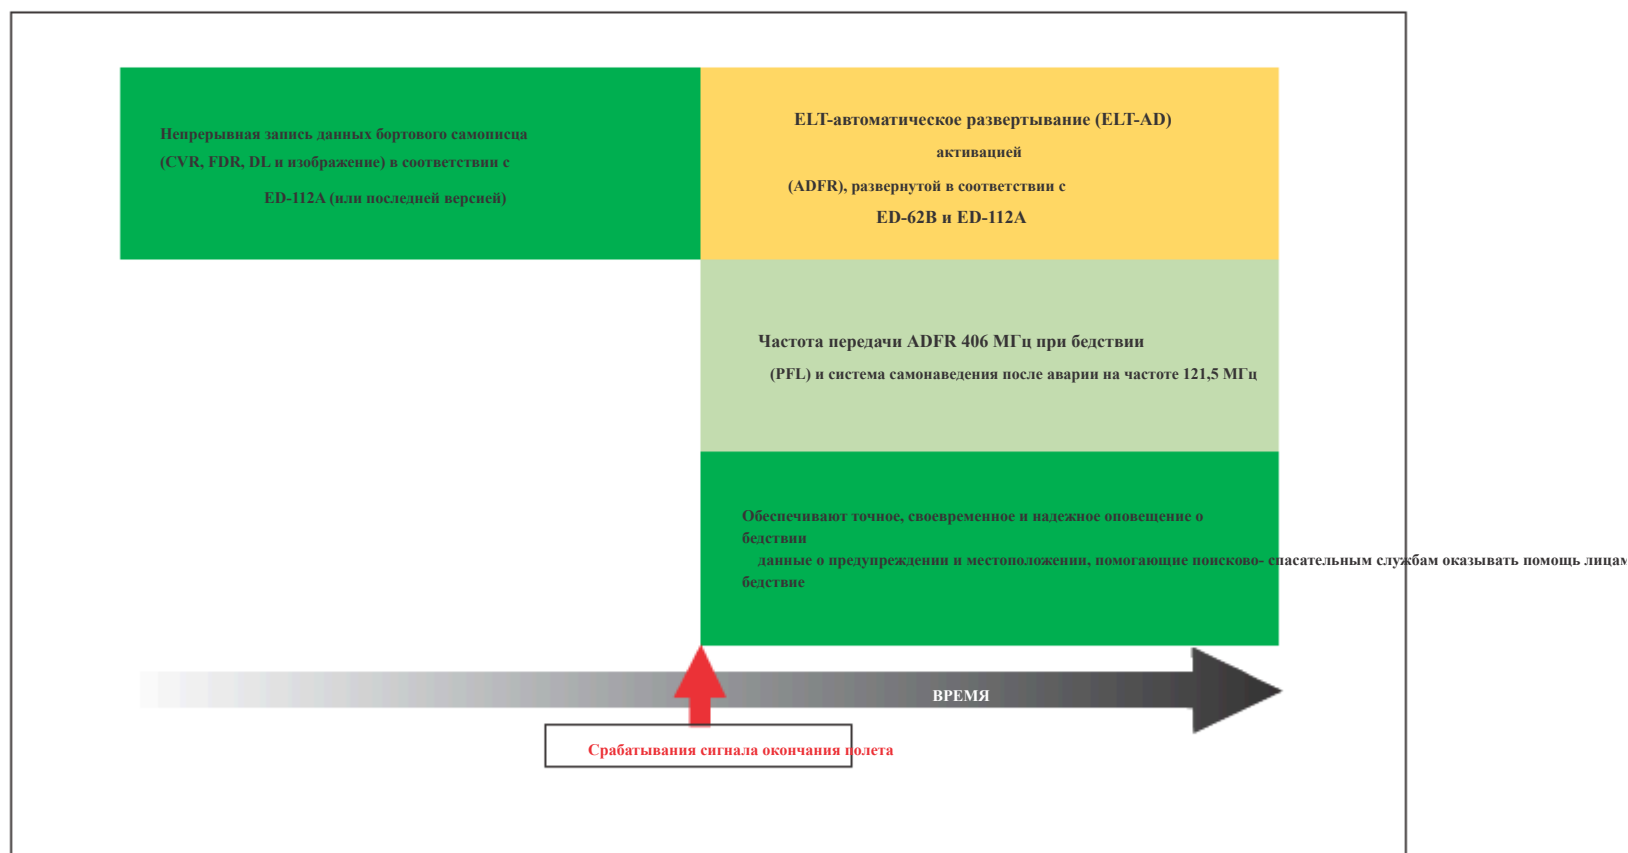 Непрерывная запись данных бортового самописца
(CVR, FDR, DL и изображение) в соответствии с
ED-112A (или последней версией)
ELT-автоматическое развертывание (ELT-AD)
активацией
(ADFR), развернутой в соответствии с
ED-62B и ED-112A
Частота передачи ADFR 406 МГц при бедствии
(PFL) и система самонаведения после аварии на частоте 121,5 МГц
Обеспечивают точное, своевременное и надежное оповещение о
бедствии
данные о предупреждении и местоположении, помогающие поисково- спасательным службам оказывать помощь лицам
бедствие
ВРЕМЯ
Срабатывания сигнала окончания полета